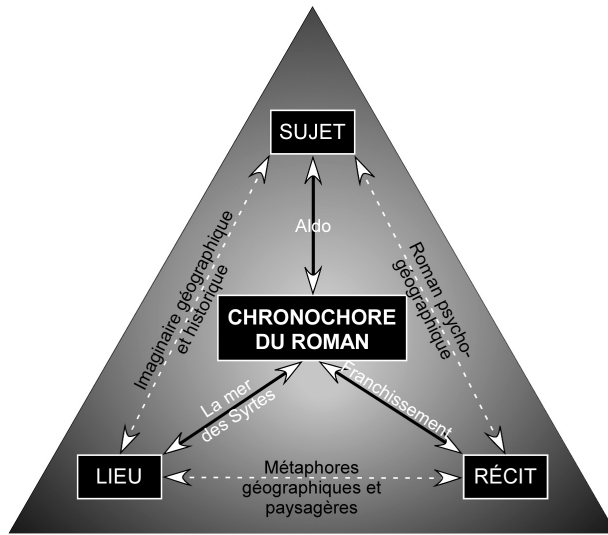 SUJET
Aldo
Imaginaire géographique
et historique
Roman psycho-
géographique
CHRONOCHORE
DU ROMAN
La mer
des Syrtes
Franchissement
LIEU
Métaphores
géographiques et
paysagères
RÉCIT